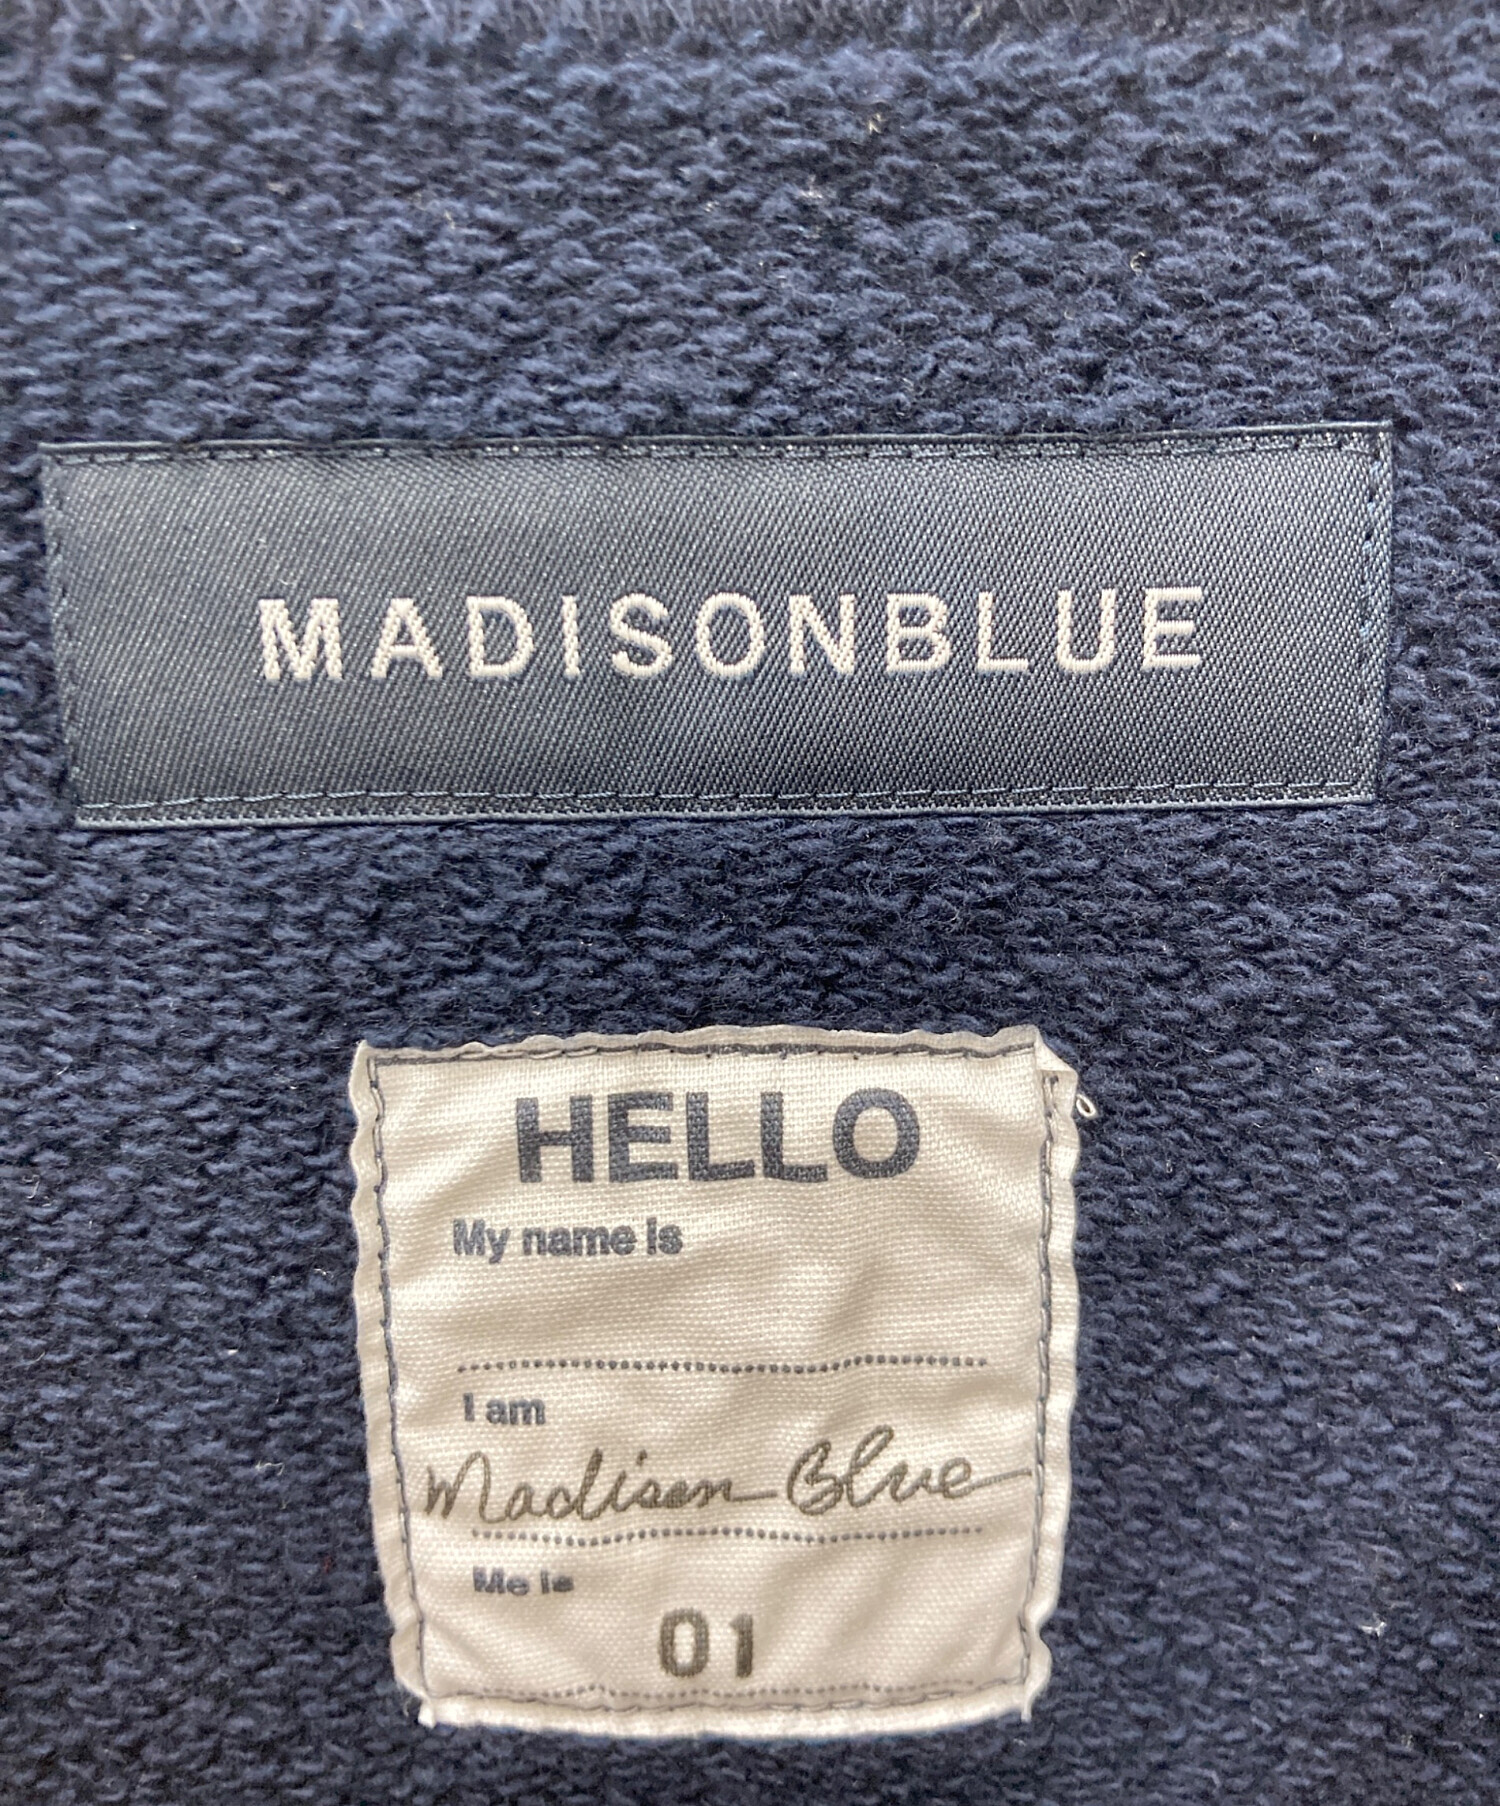 MADISONBLUE
HELLO
My name is
I am
Madison Blue
Me is
01